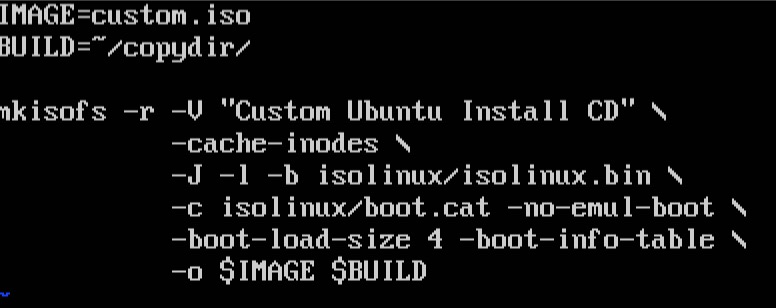 IMAGE=custom.iso
BUILD=~/copydir/
mkisofs -r -V "Custom Ubuntu Install CD" \
-cache-inodes \
-J -l -b isolinux/isolinux.bin \
-c isolinux/boot.cat -no-emul-boot \
-boot-load-size 4 -boot-info-table \
-o $IMAGE $BUILD
~